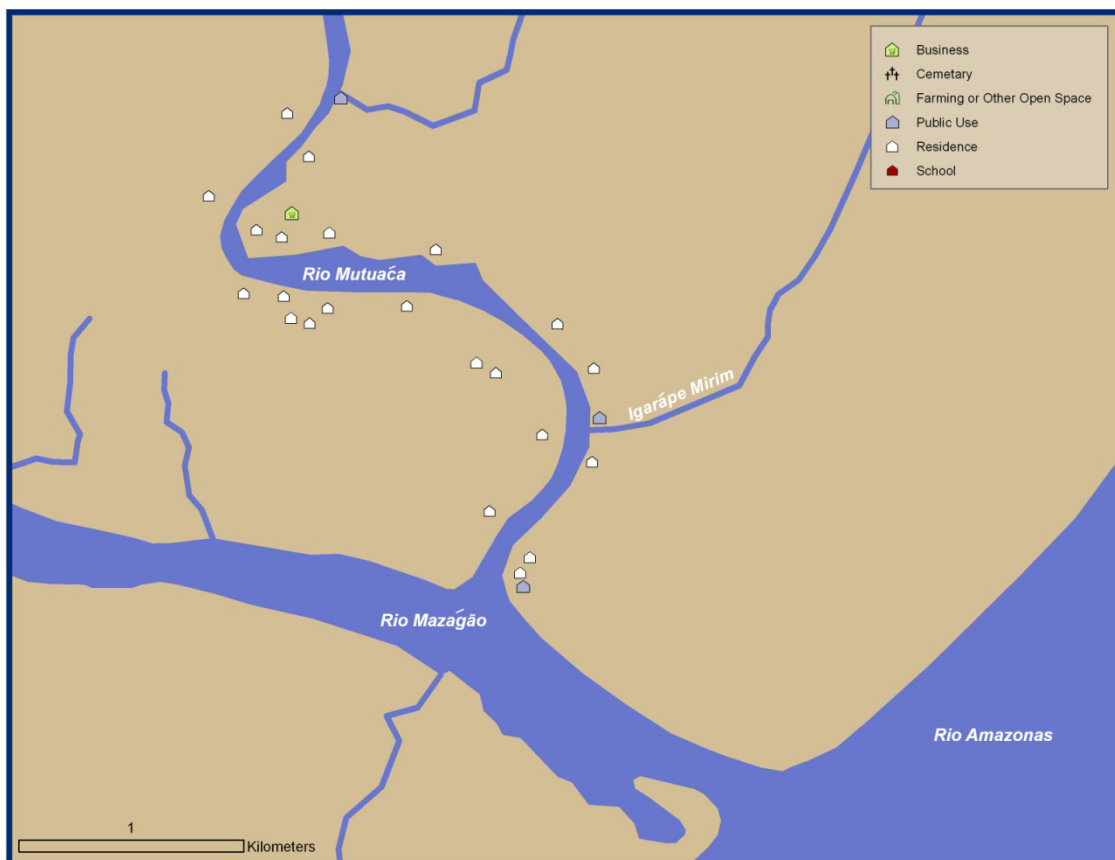 Business
Cemetary
Farming or Other Open Space
Public Use
Residence
School
Rio Mutuaća
Igarápe Mirim
Rio Mazágão
Rio Amazonas
1
Kilometers